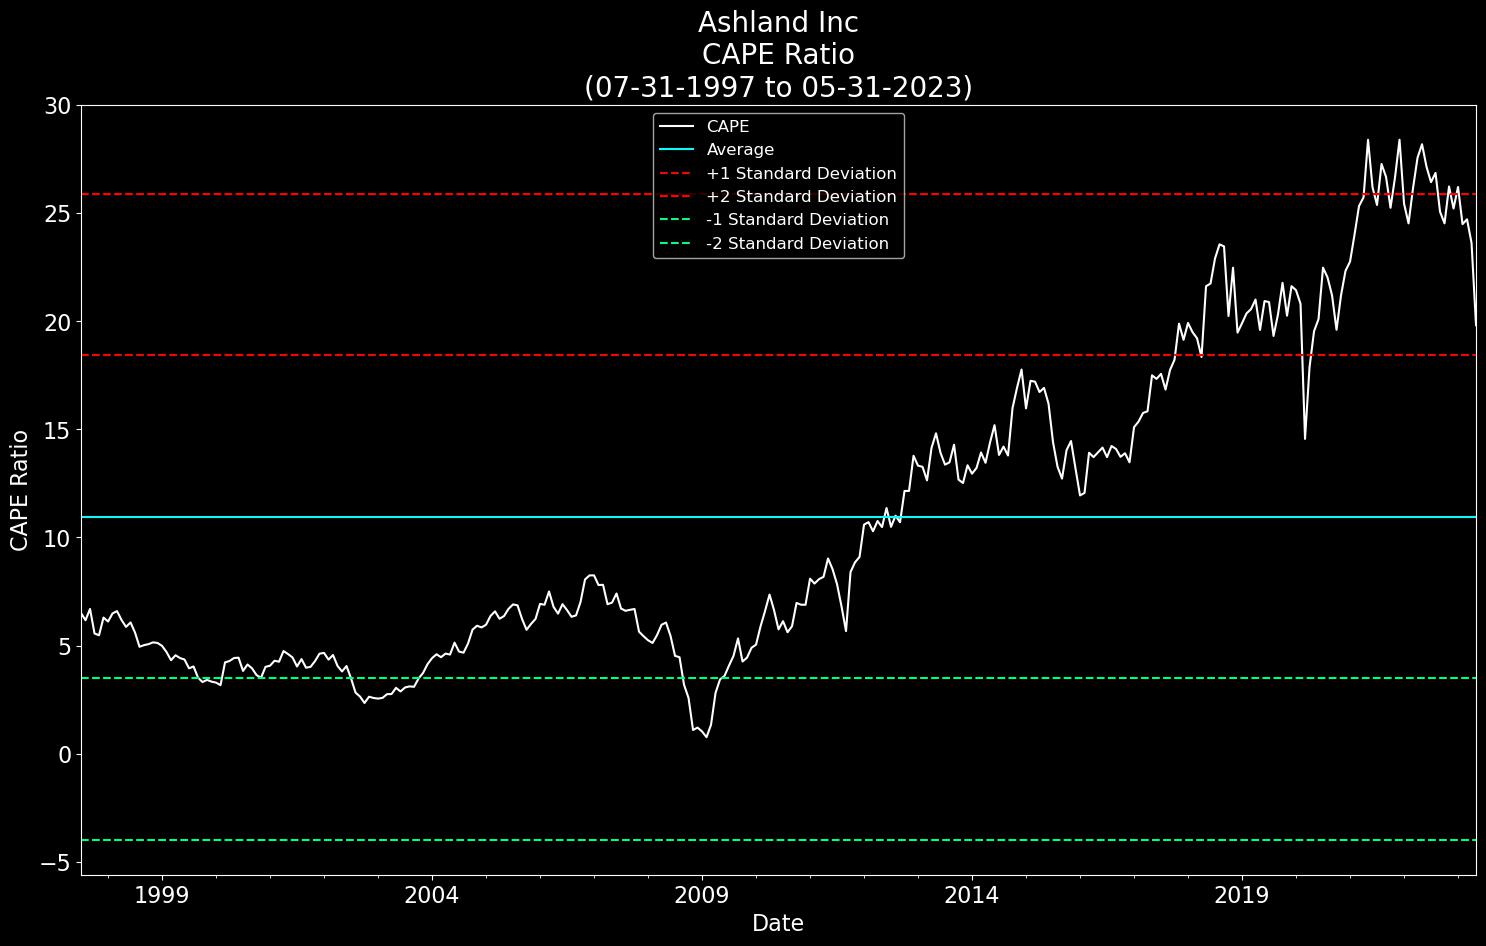 Ashland Inc
CAPE Ratio
(07-31-1997 to 05-31-2023)
30
25
20
15
10
5
0
−5
CAPE Ratio
CAPE
Average
+1 Standard Deviation
+2 Standard Deviation
-1 Standard Deviation
-2 Standard Deviation
1999
2004
2009
2014
2019
Date